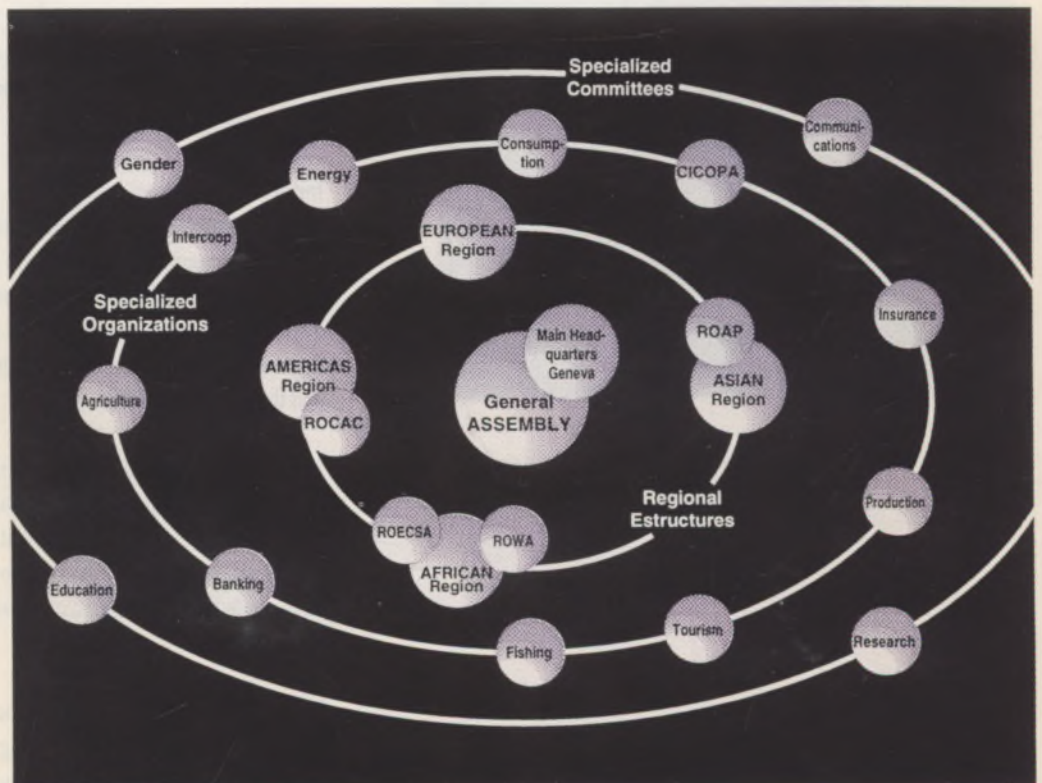 Specialized
Committees
Communi-
cations
Gender
Energy
Consump-
tion
CICOPA
Intercoop
EUROPEAN
Region
Specialized
Organizations
Insurance
Main Head-
quarters
Geneva
ROAP
ASIAN
Region
AMERICAS
Region
ROCAC
General
ASSEMBLY
Agriculture
Regional
Estructures
Production
ROECSA
ROWA
AFRICAN
Region
Education
Banking
Fishing
Tourism
Research